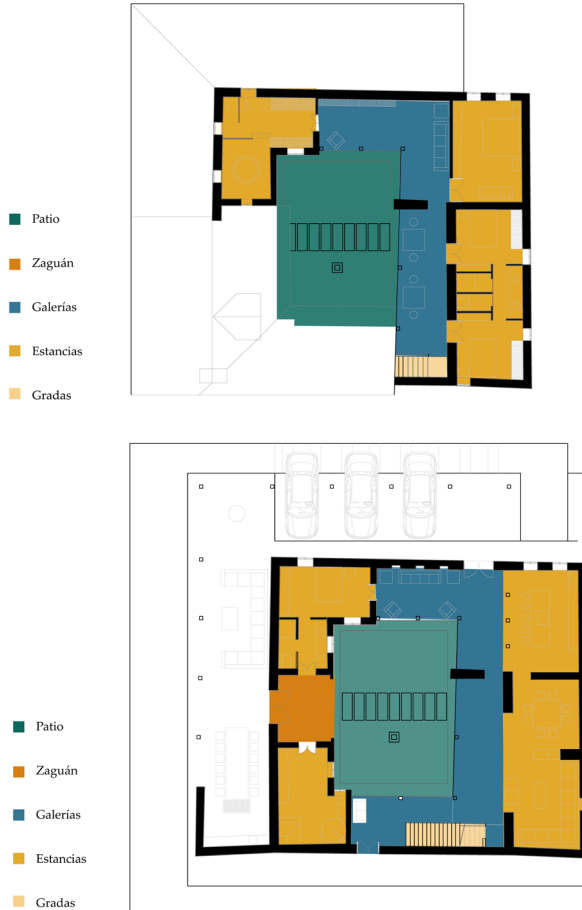 Patio
Zaguán
Galerías
Estancias
Gradas
Patio
Zaguán
Galerías
Estancias
Gradas